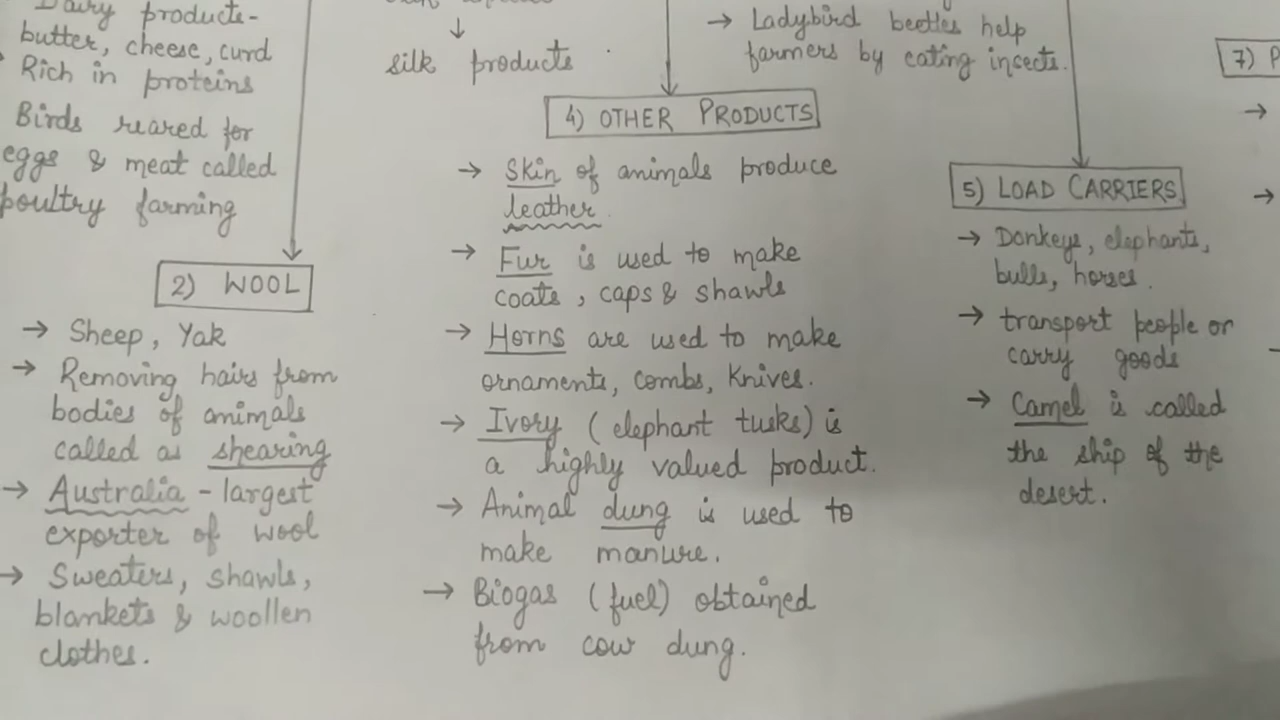 Dairy products-
butter, cheese, curd
Rich in proteins
Birds reared for
eggs & meat called
poultry farming
2) WOOL
→ Sheep, Yak
→ Removing hairs from
bodies of animals
called as shearing
→ Australia - largest
exporter of wool
→ Sweaters, shawls,
blankets & woollen
clothes.
↓
silk products
4) OTHER PRODUCTS
→ Skin of animals produce
leather
→ Fur is used to make
coats, caps & shawls
→ Horns are used to make
ornaments, combs, Knives.
→ Ivory (elephant tusks) is
a highly valued product.
→ Animal dung is used to
make manure.
→ Biogas (fuel) obtained
from cow dung.
→ Ladybird beetles help
farmers by eating insects.
5) LOAD CARRIERS
→ Donkeys, elephants,
bulls, horses.
→ transport people or
carry goods
→ Camel is called
the ship of the
desert.
7) P